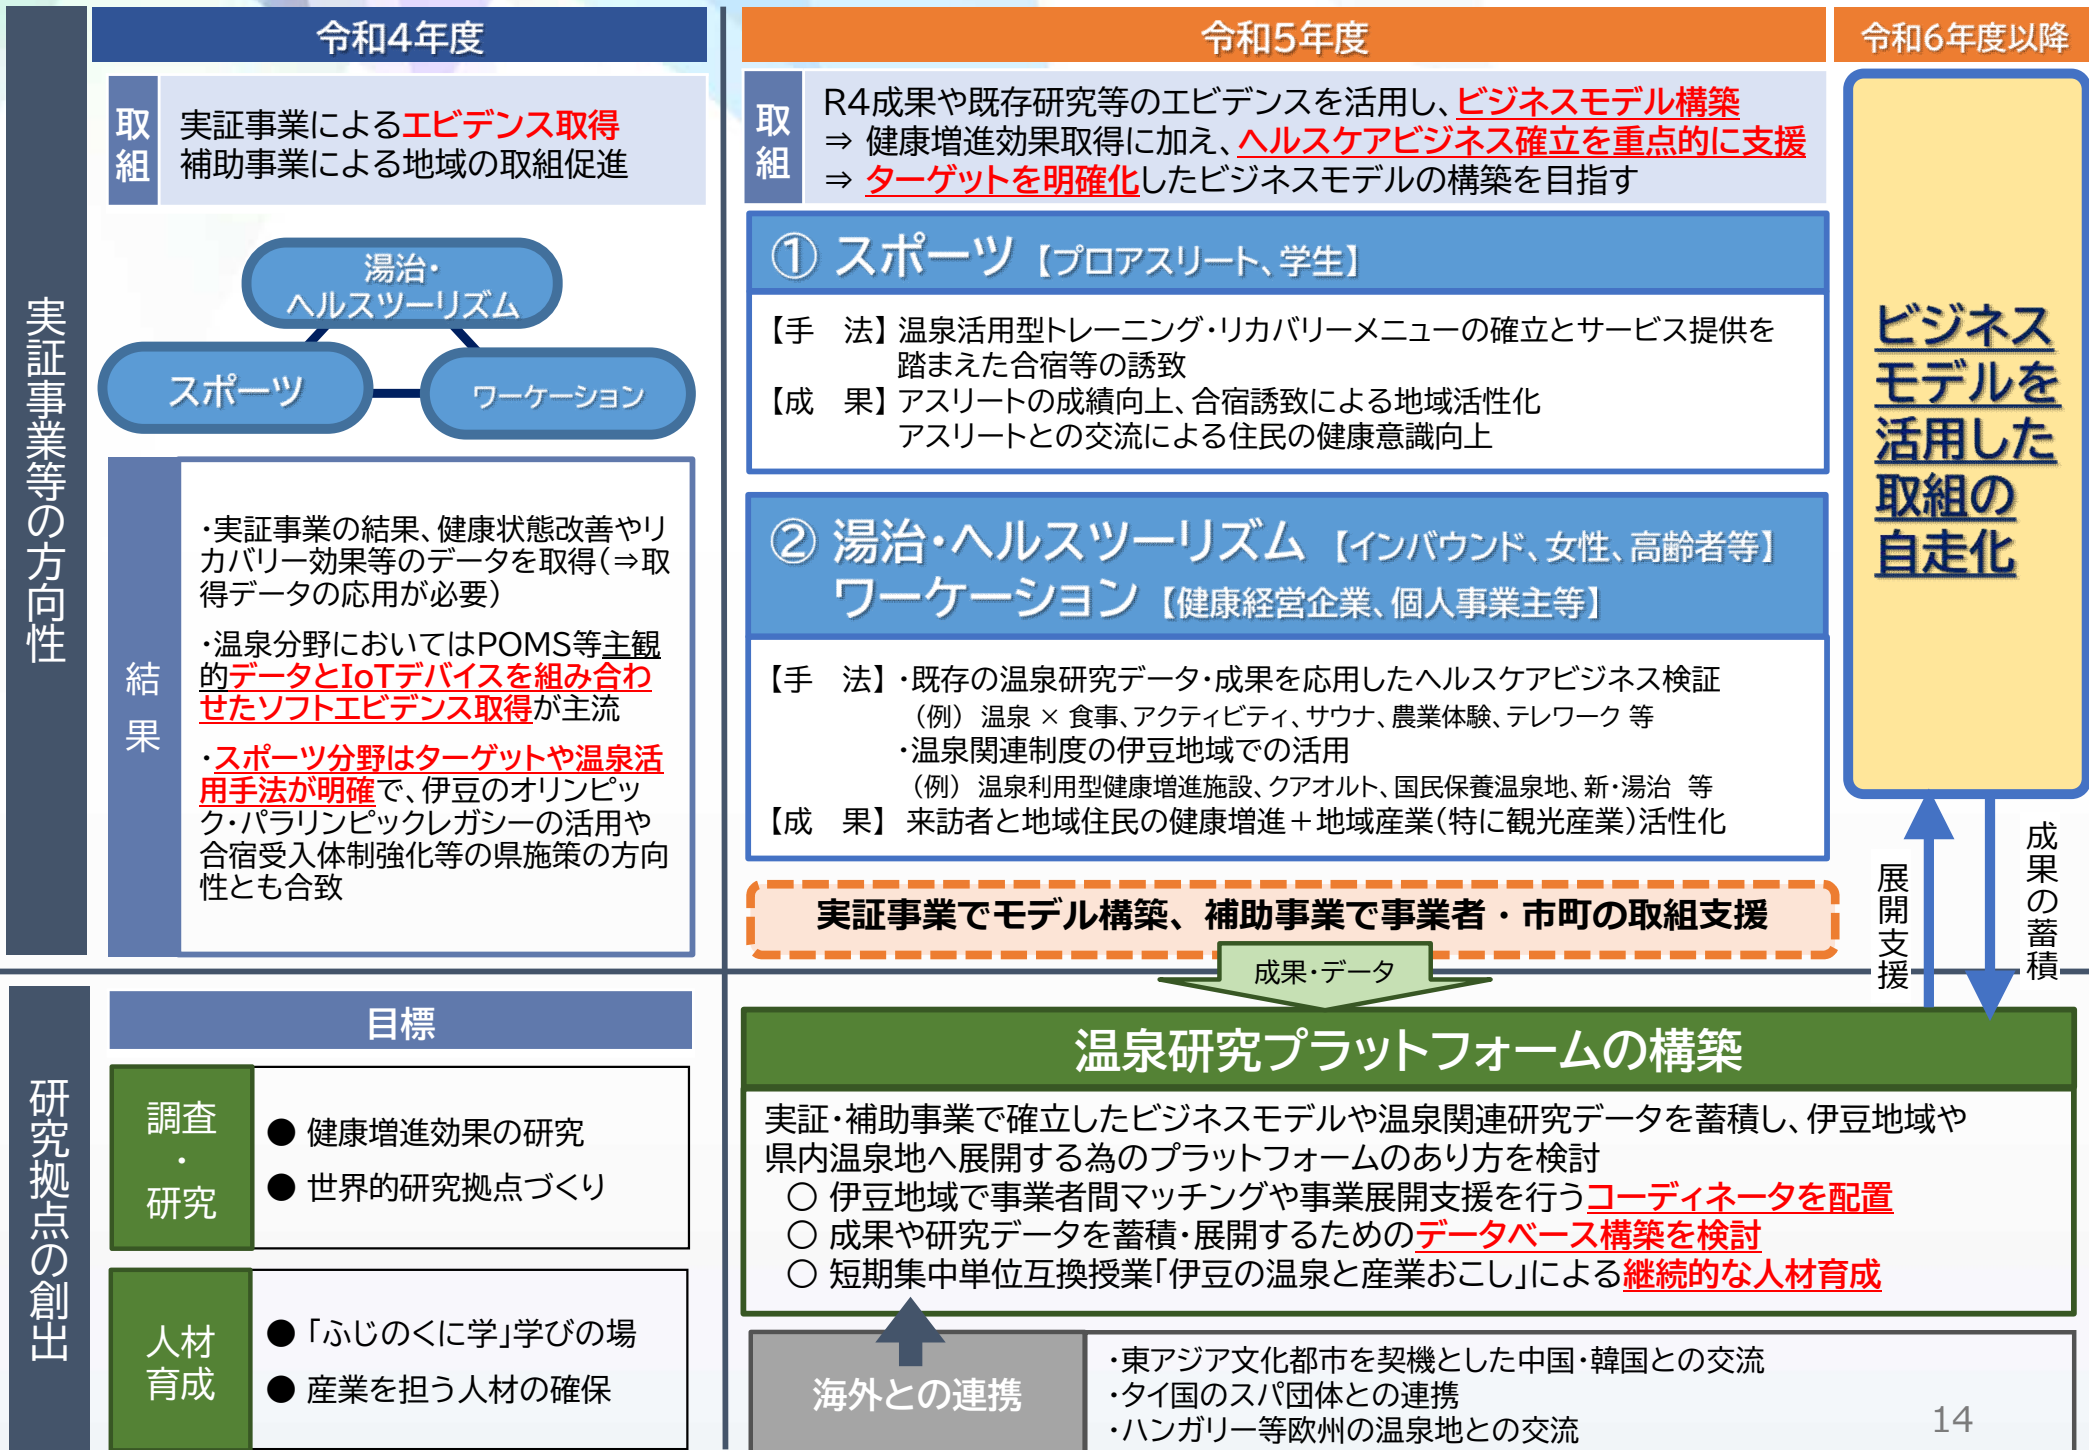 令和4年度
令和5年度
令和6年度以降
実証事業等の方向性
取組
実証事業によるエビデンス取得
補助事業による地域の取組促進
湯治・
ヘルスツーリズム
スポーツ
ワーケーション
結果
・実証事業の結果、健康状態改善やリ
カバリー効果等のデータを取得（⇒取
得データの応用が必要）
・温泉分野においてはPOMS等主観
的データとIoTデバイスを組み合わ
せたソフトエビデンス取得が主流
・スポーツ分野はターゲットや温泉活
用手法が明確で、伊豆のオリンピッ
ク・パラリンピックレガシーの活用や
合宿受入体制強化等の県施策の方向
性とも合致
取組
R4成果や既存研究等のエビデンスを活用し、ビジネスモデル構築
⇒ 健康増進効果取得に加え、ヘルスケアビジネス確立を重点的に支援
⇒ ターゲットを明確化したビジネスモデルの構築を目指す
① スポーツ【プロアスリート、学生】
【手　法】温泉活用型トレーニング・リカバリーメニューの確立とサービス提供を
踏まえた合宿等の誘致
【成　果】アスリートの成績向上、合宿誘致による地域活性化
アスリートとの交流による住民の健康意識向上
② 湯治・ヘルスツーリズム【インバウンド、女性、高齢者等】
ワーケーション【健康経営企業、個人事業主等】
【手　法】・既存の温泉研究データ・成果を応用したヘルスケアビジネス検証
（例） 温泉 × 食事、アクティビティ、サウナ、農業体験、テレワーク 等
・温泉関連制度の伊豆地域での活用
（例） 温泉利用型健康増進施設、クアオルト、国民保養温泉地、新・湯治 等
【成　果】 来訪者と地域住民の健康増進＋地域産業（特に観光産業）活性化
実証事業でモデル構築、補助事業で事業者・市町の取組支援
成果・データ
ビジネス
モデルを
活用した
取組の
自走化
展開支援
成果の蓄積
研究拠点の創出
目標
調査
・
研究
● 健康増進効果の研究
● 世界的研究拠点づくり
人材
育成
● 「ふじのくに学」学びの場
● 産業を担う人材の確保
温泉研究プラットフォームの構築
実証・補助事業で確立したビジネスモデルや温泉関連研究データを蓄積し、伊豆地域や
県内温泉地へ展開する為のプラットフォームのあり方を検討
○ 伊豆地域で事業者間マッチングや事業展開支援を行うコーディネータを配置
○ 成果や研究データを蓄積・展開するためのデータベース構築を検討
○ 短期集中単位互換授業「伊豆の温泉と産業おこし」による継続的な人材育成
海外との連携
・東アジア文化都市を契機とした中国・韓国との交流
・タイ国のスパ団体との連携
・ハンガリー等欧州の温泉地との交流
14